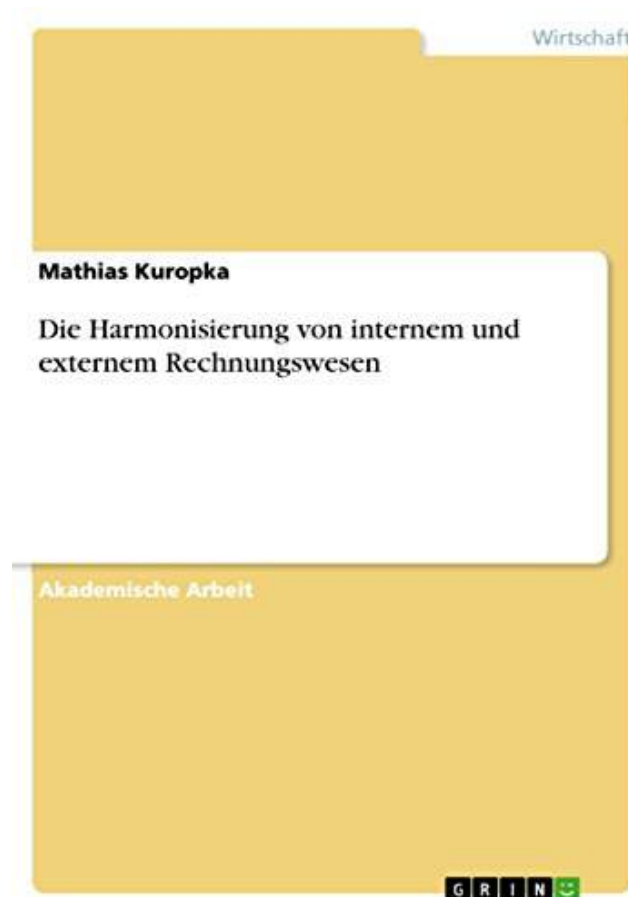 Wirtschaft
Mathias Kuropka
Die Harmonisierung von internem und
externem Rechnungswesen
Akademische Arbeit
GRIN